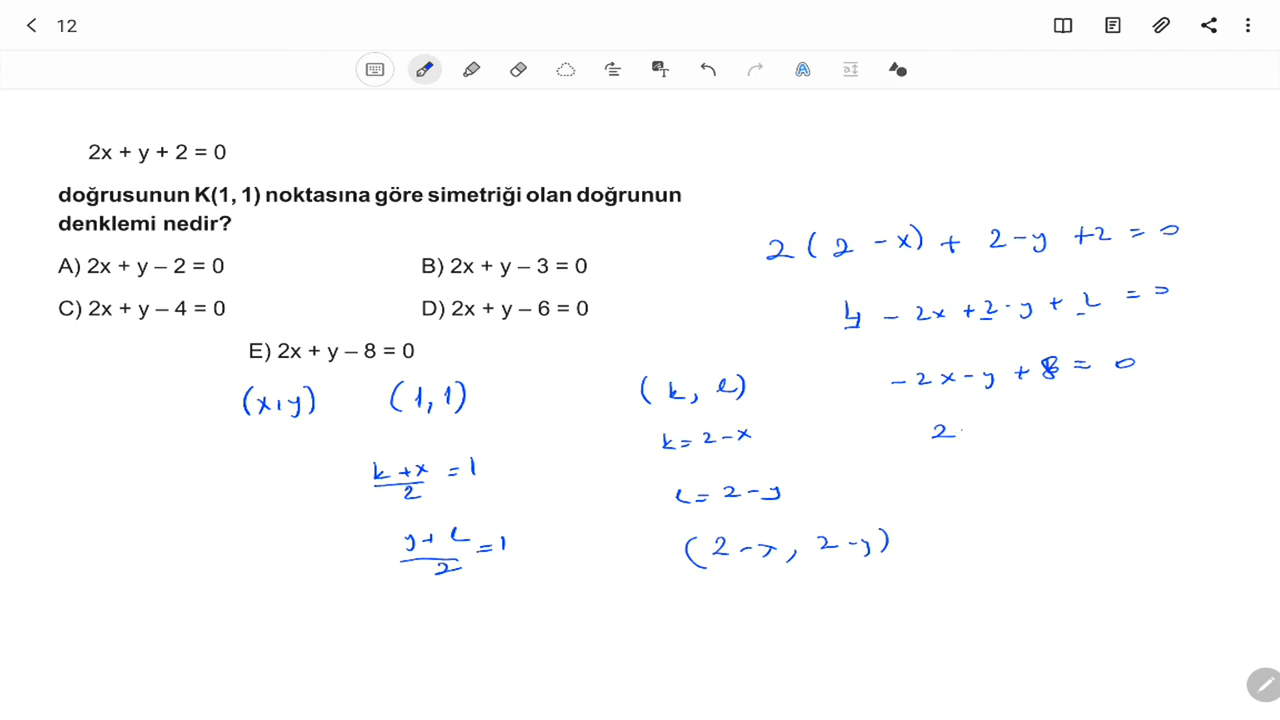 12
2x + y + 2 = 0
doğrusunun K(1, 1) noktasına göre simetriği olan doğrunun
denklemi nedir?
A) 2x + y – 2 = 0
B) 2x + y – 3 = 0
C) 2x + y – 4 = 0
D) 2x + y – 6 = 0
E) 2x + y – 8 = 0
(x,y) (1,1) (k, l)
k+x/2 = 1
y+l/2 = 1
k = 2-x
l = 2-y
(2-x, 2-y)
2(2-x) + 2-y +2 = 0
4 - 2x + 2-y + 2 = 0
-2x-y + 8 = 0
2